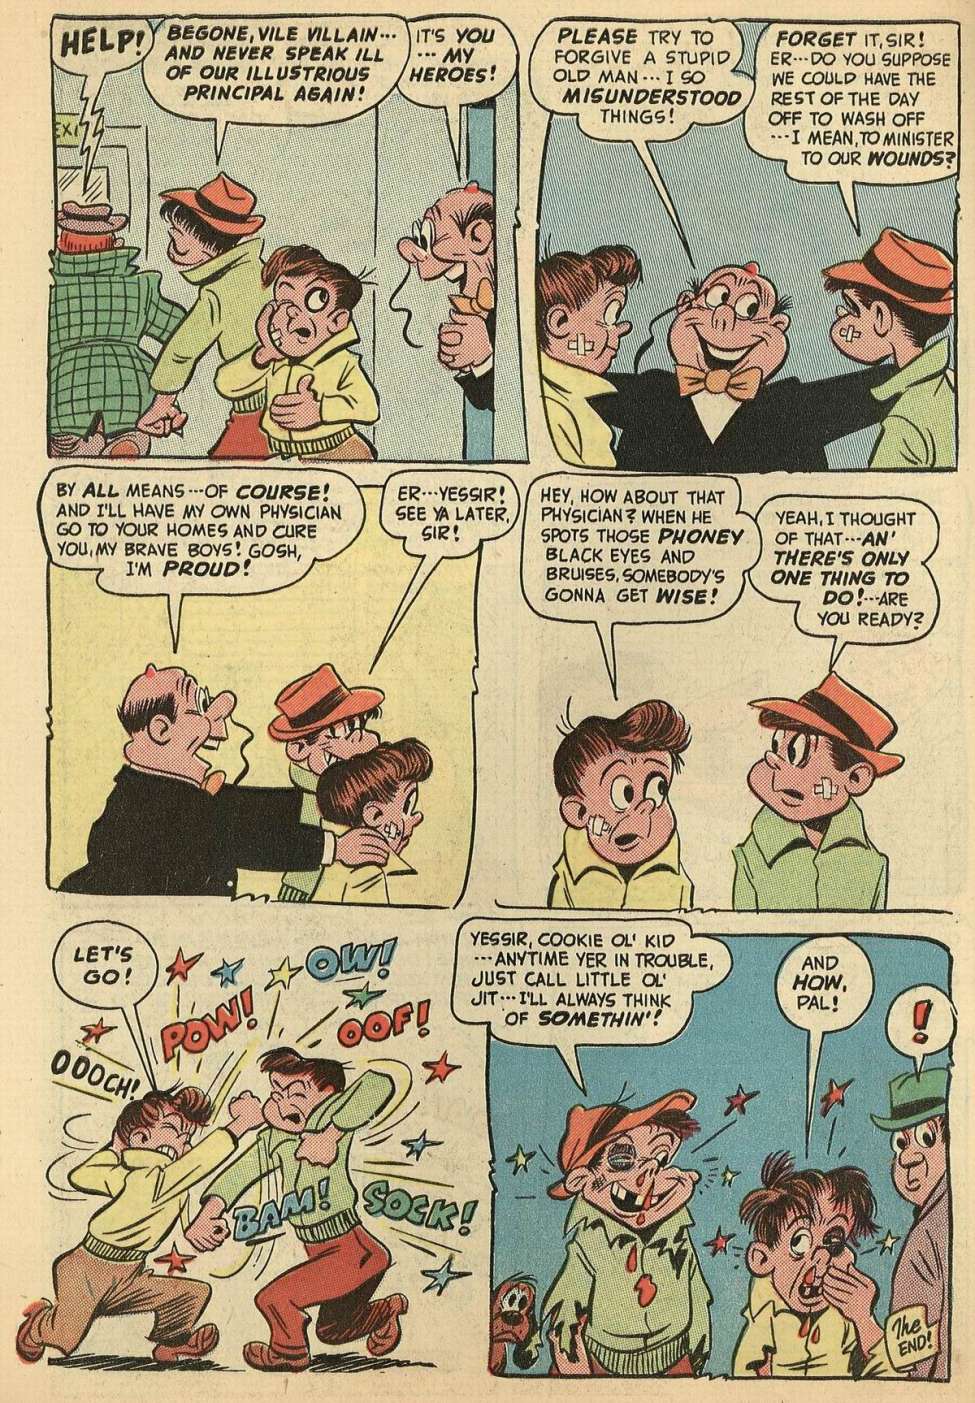 HELP!
BEGONE, VILE VILLAIN---
AND NEVER SPEAK ILL
OF OUR ILLUSTRIOUS
PRINCIPAL AGAIN!
IT'S YOU
--- MY
HEROES!
EXIT
PLEASE TRY TO
FORGIVE A STUPID
OLD MAN --- I SO
MISUNDERSTOOD
THINGS!
FORGET IT, SIR!
ER---DO YOU SUPPOSE
WE COULD HAVE THE
REST OF THE DAY
OFF TO WASH OFF
---I MEAN, TO MINISTER
TO OUR WOUNDS?
BY ALL MEANS---OF COURSE!
AND I'LL HAVE MY OWN PHYSICIAN
GO TO YOUR HOMES AND CURE
YOU, MY BRAVE BOYS! GOSH,
I'M PROUD!
ER---YESSIR!
SEE YA LATER,
SIR!
HEY, HOW ABOUT THAT
PHYSICIAN? WHEN HE
SPOTS THOSE PHONEY
BLACK EYES AND
BRUISES, SOMEBODY'S
GONNA GET WISE!
YEAH, I THOUGHT
OF THAT---AN'
THERE'S ONLY
ONE THING TO
DO!---ARE
YOU READY?
LET'S
GO!
OOOCH!
POW!
OW!
OOF!
BAM!
SOCK!
YESSIR, COOKIE OL' KID
---ANYTIME YER IN TROUBLE,
JUST CALL LITTLE OL'
JIT---I'LL ALWAYS THINK
OF SOMETHIN'!
AND
HOW,
PAL!
!
The
END!